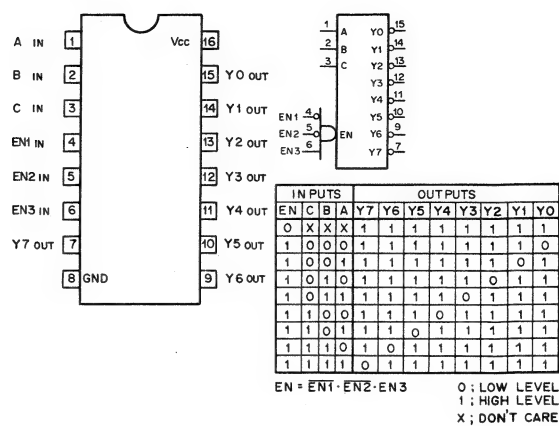 A IN 1
B IN 2
C IN 3
EN1 IN 4
EN2 IN 5
EN3 IN 6
Y7 OUT 7
8 GND
Vcc 16
15 Y0 OUT
14 Y1 OUT
13 Y2 OUT
12 Y3 OUT
11 Y4 OUT
10 Y5 OUT
9 Y6 OUT
1 A Y0 15
2 B Y1 14
3 C Y2 13
Y3 12
Y4 11
EN1 4 Y5 10
EN2 5 EN Y6 9
EN3 6 Y7 7
INPUTS OUTPUTS
EN C B A Y7 Y6 Y5 Y4 Y3 Y2 Y1 Y0
0 X X X 1 1 1 1 1 1 1 1
1 0 0 0 1 1 1 1 1 1 1 0
1 0 0 1 1 1 1 1 1 1 0 1
1 0 1 0 1 1 1 1 1 0 1 1
1 0 1 1 1 1 1 1 0 1 1 1
1 1 0 0 1 1 1 0 1 1 1 1
1 1 0 1 1 1 0 1 1 1 1 1
1 1 1 0 1 0 1 1 1 1 1 1
1 1 1 1 0 1 1 1 1 1 1 1
EN = E̅N̅1̅ · E̅N̅2̅ · EN3
0 ; LOW LEVEL
1 ; HIGH LEVEL
X ; DON'T CARE